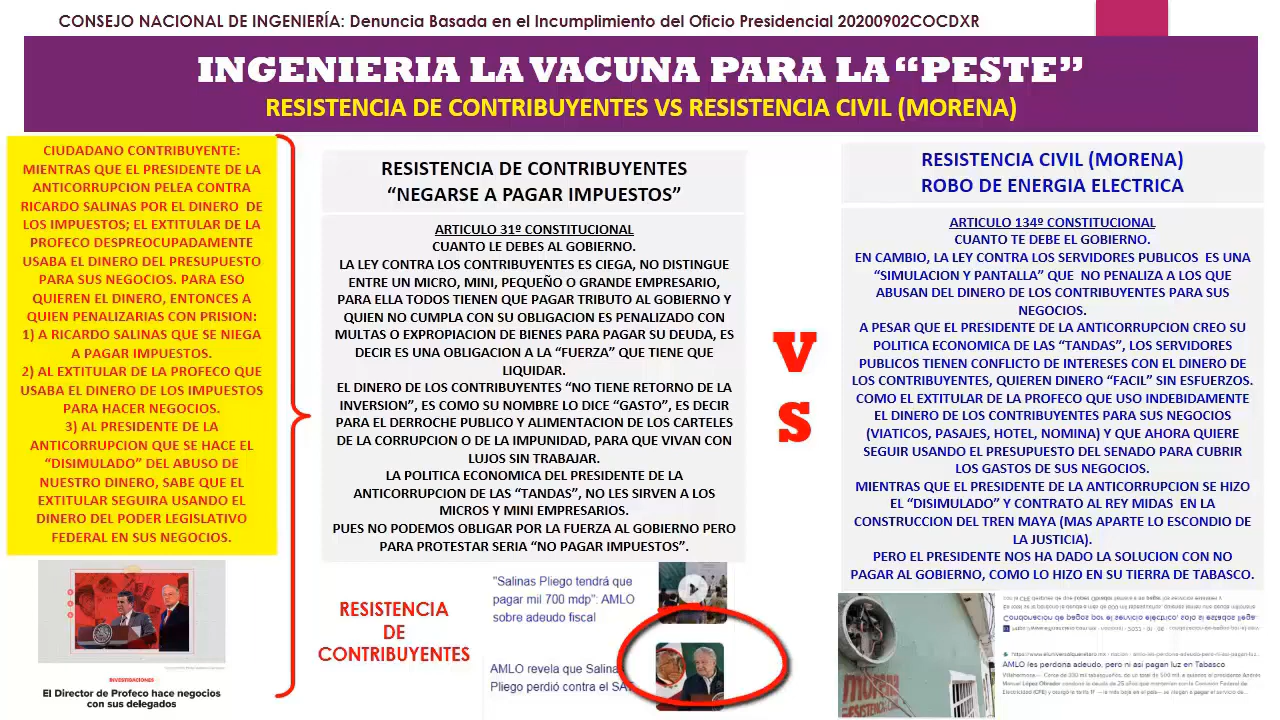 CONSEJO NACIONAL DE INGENIERÍA: Denuncia Basada en el Incumplimiento del Oficio Presidencial 20200902COCDXR
INGENIERIA LA VACUNA PARA LA “PESTE”
RESISTENCIA DE CONTRIBUYENTES VS RESISTENCIA CIVIL (MORENA)
CIUDADANO CONTRIBUYENTE:
MIENTRAS QUE EL PRESIDENTE DE LA
ANTICORRUPCION PELEA CONTRA
RICARDO SALINAS POR EL DINERO DE
LOS IMPUESTOS; EL EXTITULAR DE LA
PROFECO DESPREOCUPADAMENTE
USABA EL DINERO DEL PRESUPUESTO
PARA SUS NEGOCIOS. PARA ESO
QUIEREN EL DINERO, ENTONCES A
QUIEN PENALIZARIAS CON PRISION:
1) A RICARDO SALINAS QUE SE NIEGA
A PAGAR IMPUESTOS.
2) AL EXTITULAR DE LA PROFECO QUE
USABA EL DINERO DE LOS IMPUESTOS
PARA HACER NEGOCIOS.
3) AL PRESIDENTE DE LA
ANTICORRUPCION QUE SE HACE EL
“DISIMULADO” DEL ABUSO DE
NUESTRO DINERO, SABE QUE EL
EXTITULAR SEGUIRA USANDO EL
DINERO DEL PODER LEGISLATIVO
FEDERAL EN SUS NEGOCIOS.
INVESTIGACIONES
El Director de Profeco hace negocios
con sus delegados
RESISTENCIA DE CONTRIBUYENTES
“NEGARSE A PAGAR IMPUESTOS”
ARTICULO 31º CONSTITUCIONAL
CUANTO LE DEBES AL GOBIERNO.
LA LEY CONTRA LOS CONTRIBUYENTES ES CIEGA, NO DISTINGUE
ENTRE UN MICRO, MINI, PEQUEÑO O GRANDE EMPRESARIO,
PARA ELLA TODOS TIENEN QUE PAGAR TRIBUTO AL GOBIERNO Y
QUIEN NO CUMPLA CON SU OBLIGACION ES PENALIZADO CON
MULTAS O EXPROPIACION DE BIENES PARA PAGAR SU DEUDA, ES
DECIR ES UNA OBLIGACION A LA “FUERZA” QUE TIENE QUE
LIQUIDAR.
EL DINERO DE LOS CONTRIBUYENTES “NO TIENE RETORNO DE LA
INVERSION”, ES COMO SU NOMBRE LO DICE “GASTO”, ES DECIR
PARA EL DERROCHE PUBLICO Y ALIMENTACION DE LOS CARTELES
DE LA CORRUPCION O DE LA IMPUNIDAD, PARA QUE VIVAN CON
LUJOS SIN TRABAJAR.
LA POLITICA ECONOMICA DEL PRESIDENTE DE LA
ANTICORRUPCION DE LAS “TANDAS”, NO LES SIRVEN A LOS
MICROS Y MINI EMPRESARIOS.
PUES NO PODEMOS OBLIGAR POR LA FUERZA AL GOBIERNO PERO
PARA PROTESTAR SERIA “NO PAGAR IMPUESTOS”.
RESISTENCIA
DE
CONTRIBUYENTES
"Salinas Pliego tendrá que
pagar mil 700 mdp": AMLO
sobre adeudo fiscal
AMLO revela que Salinas
Pliego perdió contra el SAT
V
S
RESISTENCIA CIVIL (MORENA)
ROBO DE ENERGIA ELECTRICA
ARTICULO 134º CONSTITUCIONAL
CUANTO TE DEBE EL GOBIERNO.
EN CAMBIO, LA LEY CONTRA LOS SERVIDORES PUBLICOS ES UNA
“SIMULACION Y PANTALLA” QUE NO PENALIZA A LOS QUE
ABUSAN DEL DINERO DE LOS CONTRIBUYENTES PARA SUS
NEGOCIOS.
A PESAR QUE EL PRESIDENTE DE LA ANTICORRUPCION CREO SU
POLITICA ECONOMICA DE LAS “TANDAS”, LOS SERVIDORES
PUBLICOS TIENEN CONFLICTO DE INTERESES CON EL DINERO DE
LOS CONTRIBUYENTES, QUIEREN DINERO “FACIL” SIN ESFUERZOS.
COMO EL EXTITULAR DE LA PROFECO QUE USO INDEBIDAMENTE
EL DINERO DE LOS CONTRIBUYENTES PARA SUS NEGOCIOS
(VIATICOS, PASAJES, HOTEL, NOMINA) Y QUE AHORA QUIERE
SEGUIR USANDO EL PRESUPUESTO DEL SENADO PARA CUBRIR
LOS GASTOS DE SUS NEGOCIOS.
MIENTRAS QUE EL PRESIDENTE DE LA ANTICORRUPCION SE HIZO
EL “DISIMULADO” Y CONTRATO AL REY MIDAS EN LA
CONSTRUCCION DEL TREN MAYA (MAS APARTE LO ESCONDIO DE
LA JUSTICIA).
PERO EL PRESIDENTE NOS HA DADO LA SOLUCION CON NO
PAGAR AL GOBIERNO, COMO LO HIZO EN SU TIERRA DE TABASCO.
AMLO les perdona adeudo, pero ni así pagan luz en Tabasco